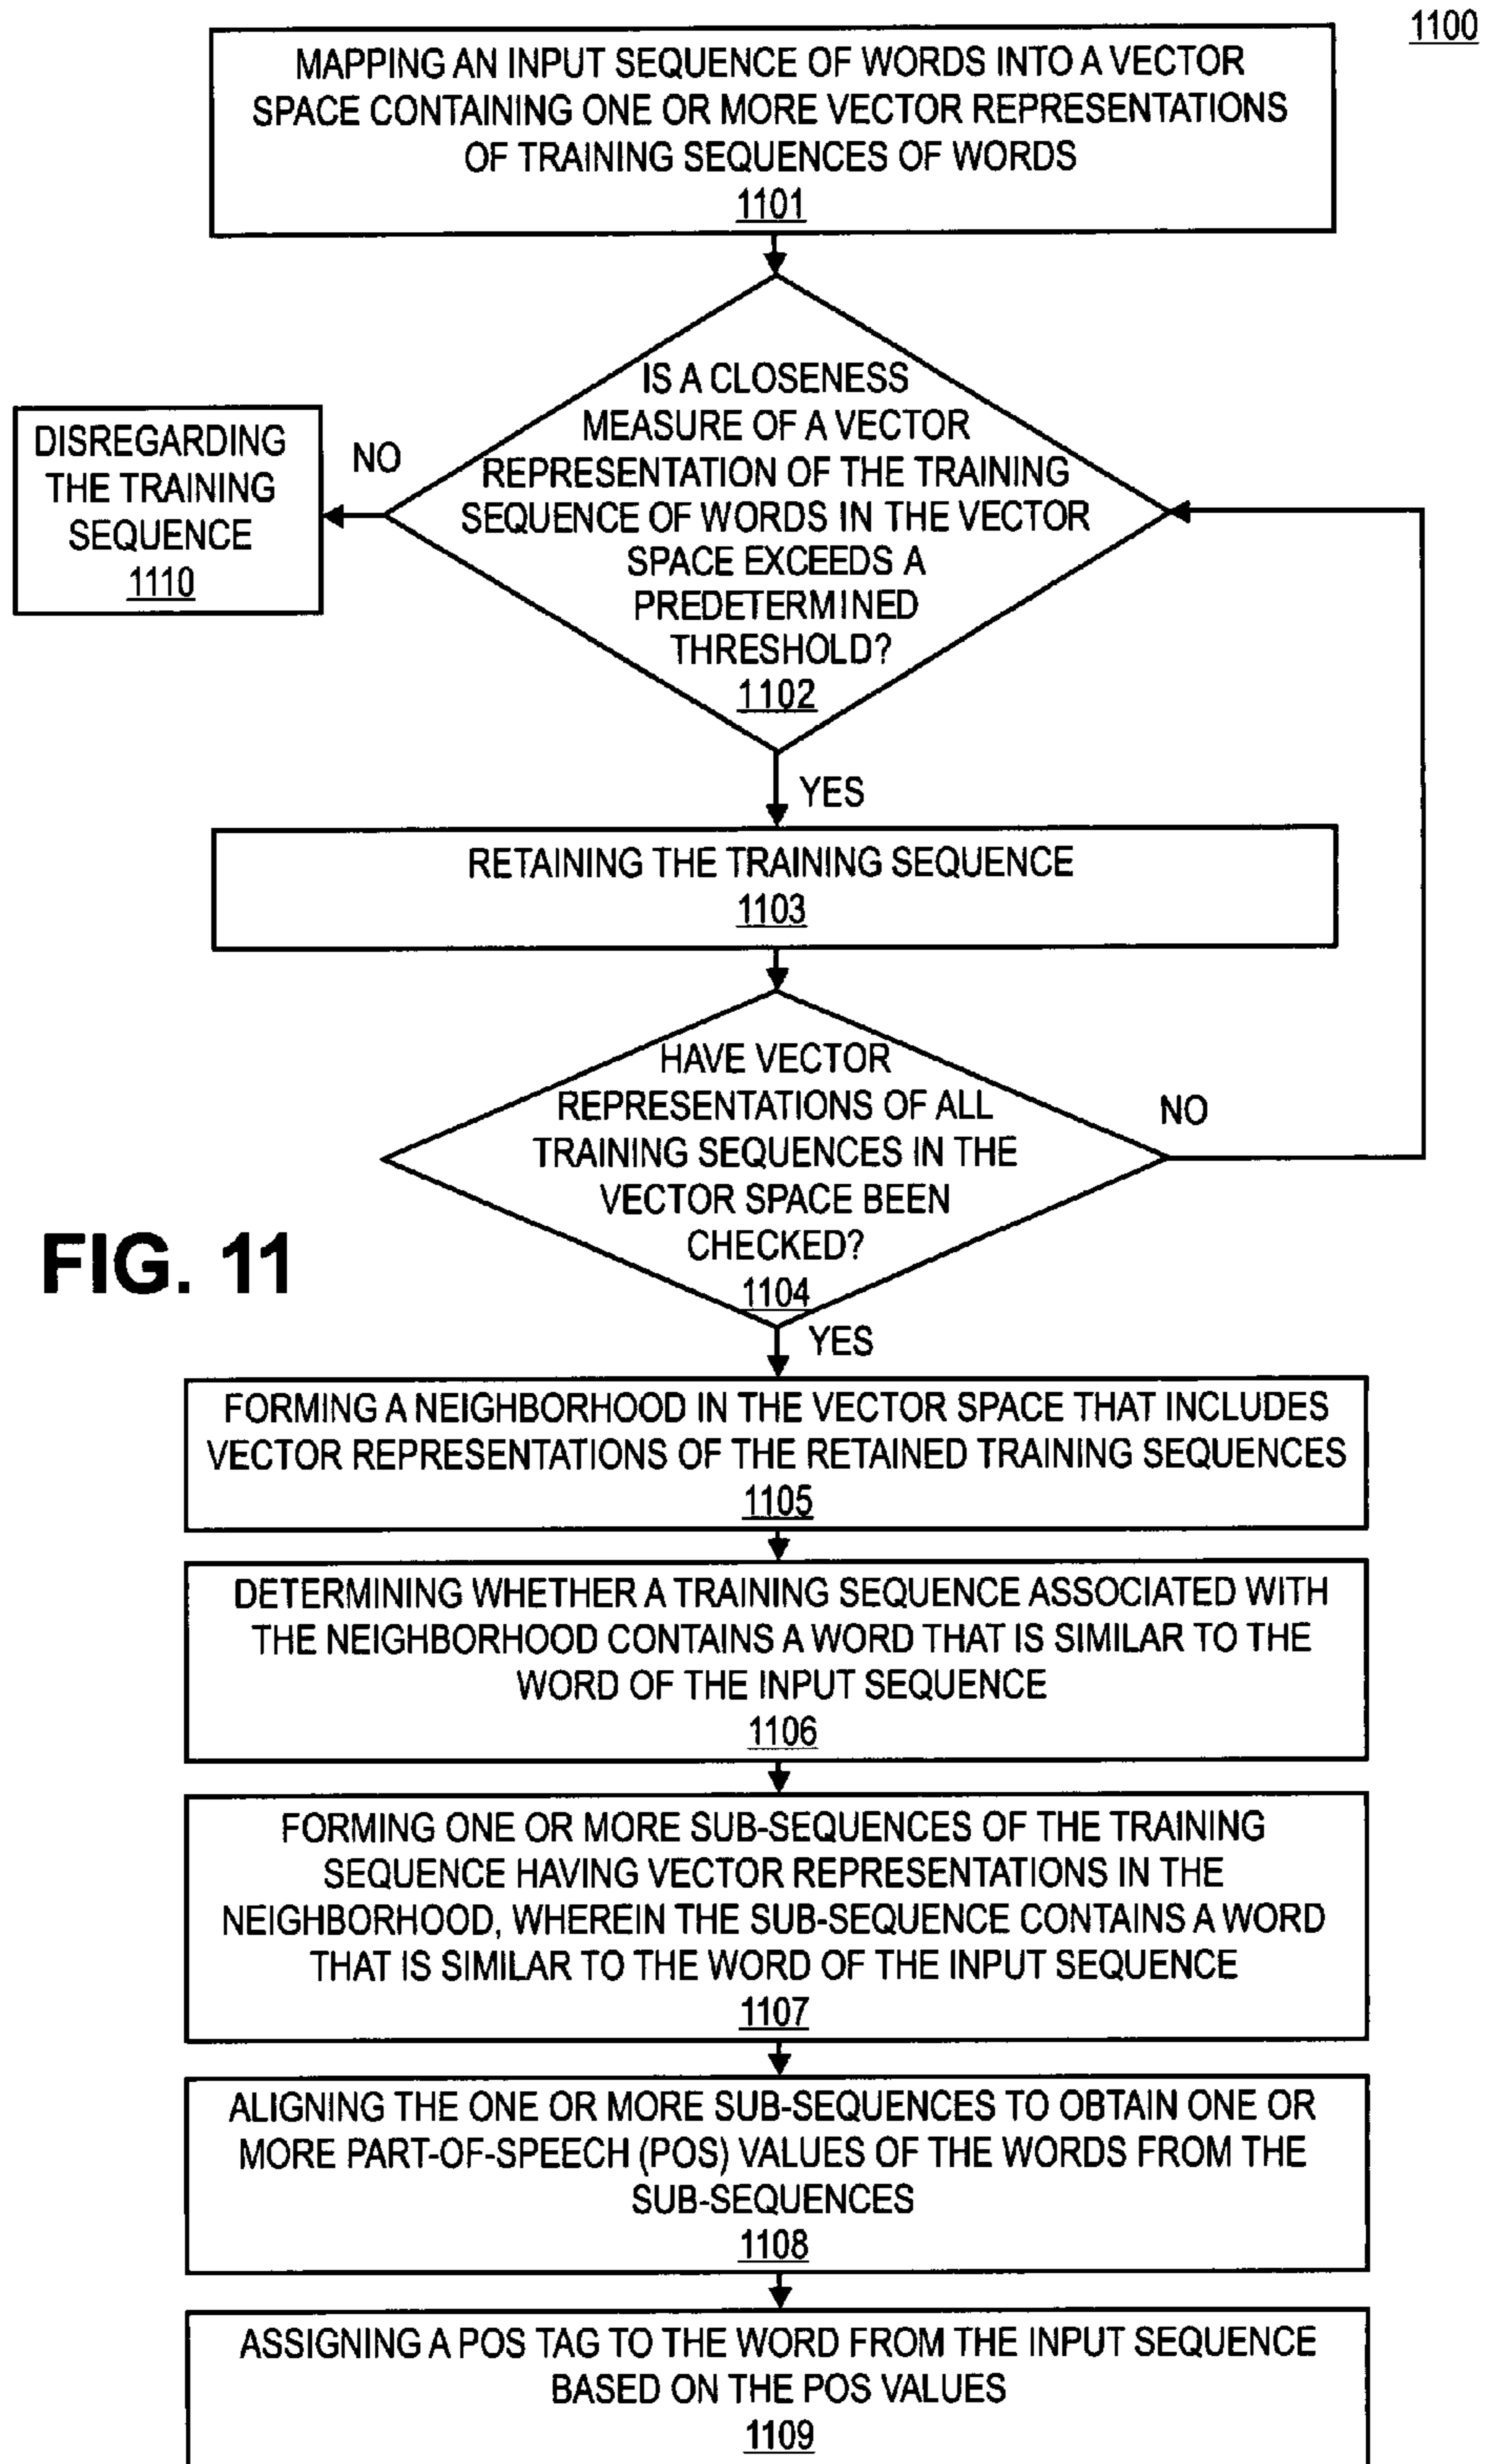 1100
MAPPING AN INPUT SEQUENCE OF WORDS INTO A VECTOR
SPACE CONTAINING ONE OR MORE VECTOR REPRESENTATIONS
OF TRAINING SEQUENCES OF WORDS
1101
IS A CLOSENESS
MEASURE OF A VECTOR
REPRESENTATION OF THE TRAINING
SEQUENCE OF WORDS IN THE VECTOR
SPACE EXCEEDS A
PREDETERMINED
THRESHOLD?
1102
NO
DISREGARDING
THE TRAINING
SEQUENCE
1110
YES
RETAINING THE TRAINING SEQUENCE
1103
HAVE VECTOR
REPRESENTATIONS OF ALL
TRAINING SEQUENCES IN THE
VECTOR SPACE BEEN
CHECKED?
1104
NO
FIG. 11
YES
FORMING A NEIGHBORHOOD IN THE VECTOR SPACE THAT INCLUDES
VECTOR REPRESENTATIONS OF THE RETAINED TRAINING SEQUENCES
1105
DETERMINING WHETHER A TRAINING SEQUENCE ASSOCIATED WITH
THE NEIGHBORHOOD CONTAINS A WORD THAT IS SIMILAR TO THE
WORD OF THE INPUT SEQUENCE
1106
FORMING ONE OR MORE SUB-SEQUENCES OF THE TRAINING
SEQUENCE HAVING VECTOR REPRESENTATIONS IN THE
NEIGHBORHOOD, WHEREIN THE SUB-SEQUENCE CONTAINS A WORD
THAT IS SIMILAR TO THE WORD OF THE INPUT SEQUENCE
1107
ALIGNING THE ONE OR MORE SUB-SEQUENCES TO OBTAIN ONE OR
MORE PART-OF-SPEECH (POS) VALUES OF THE WORDS FROM THE
SUB-SEQUENCES
1108
ASSIGNING A POS TAG TO THE WORD FROM THE INPUT SEQUENCE
BASED ON THE POS VALUES
1109